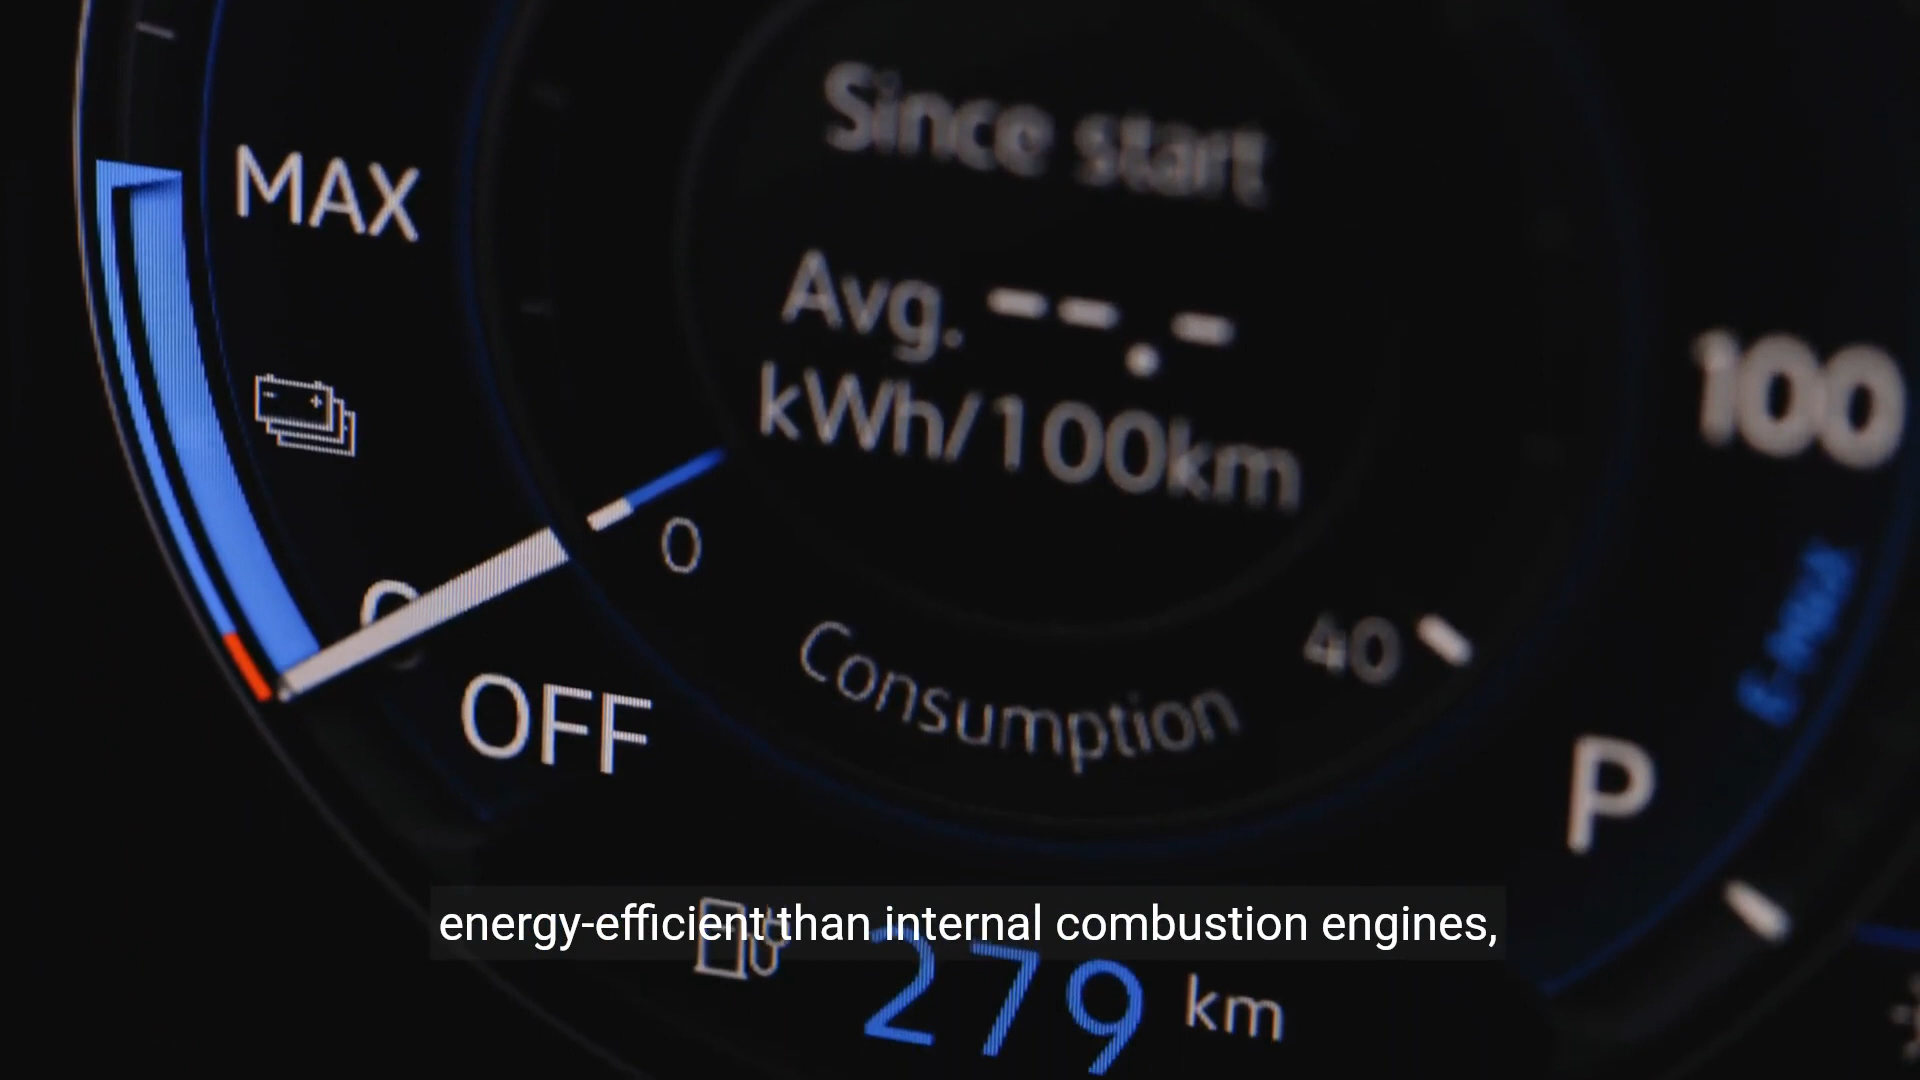 Since start
MAX
Avg. --.-
kWh/100km
100
0
0
40
Consumption
OFF
P
energy-efficient than internal combustion engines,
279 km